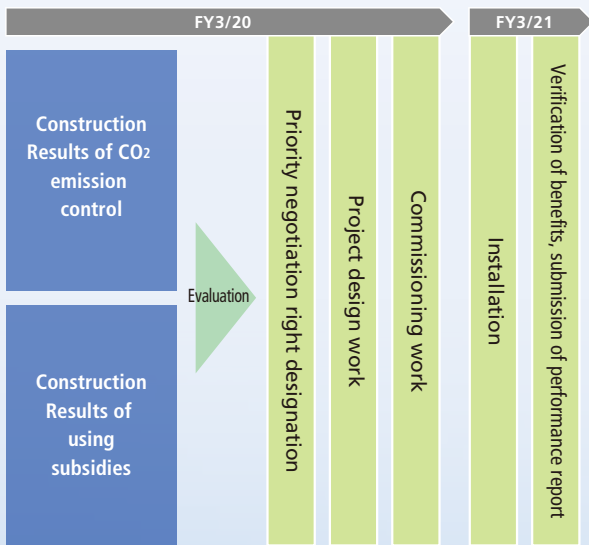 FY3/20
FY3/21
Construction
Results of CO2
emission
control
Construction
Results of
using
subsidies
Evaluation
Priority negotiation right designation
Project design work
Commissioning work
Installation
Verification of benefits, submission of performance report